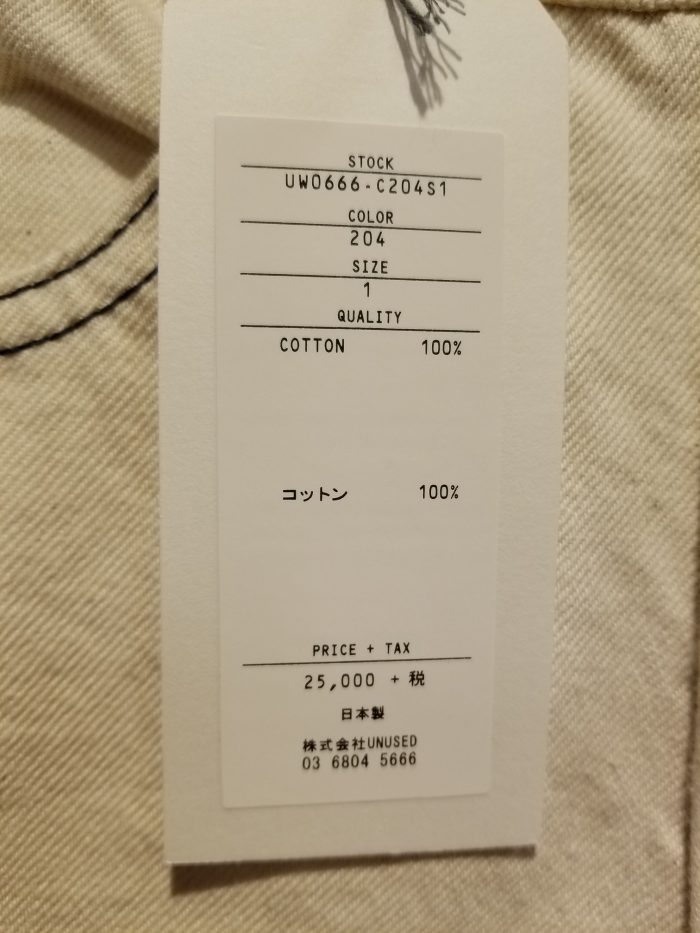 STOCK
UW0666-C204S1
COLOR
204
SIZE
1
QUALITY
COTTON 100%
コットン 100%
PRICE + TAX
25,000 + 税
日本製
株式会社UNUSED
03 6804 5666